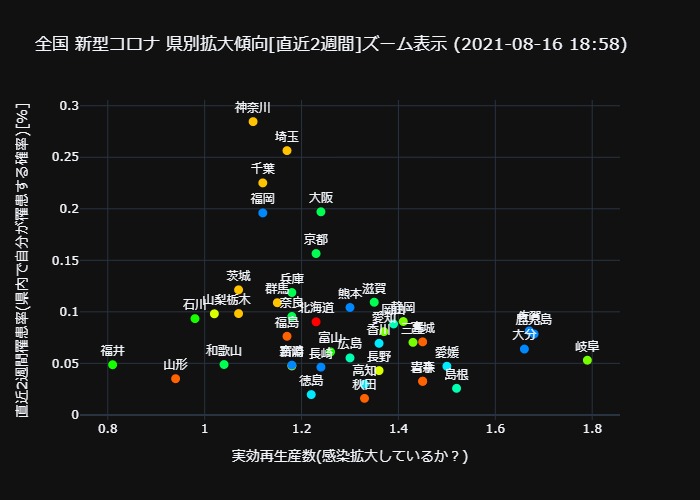 全国 新型コロナ 県別拡大傾向[直近2週間]ズーム表示 (2021-08-16 18:58)
直近2週間罹患率(県内で自分が罹患する確率)[%]
0.3
0.25
0.2
0.15
0.1
0.05
0
神奈川
埼玉
千葉
福岡
大阪
京都
茨城
兵庫
群馬
熊本
滋賀
石川
山梨
栃木
奈良
北海道
岡山
静岡
鹿児島
福島
愛知
香川
三重
宮城
大分
富山
広島
岐阜
福井
和歌山
長崎
長野
愛媛
山形
徳島
高知
秋田
島根
0.8
1
1.2
1.4
1.6
1.8
実効再生産数(感染拡大しているか？)